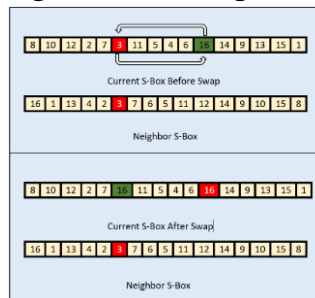 8 10 12 2 7 3 11 5 4 6 16 14 9 13 15 1
Current S-Box Before Swap
16 1 13 4 2 3 7 6 5 11 12 14 9 10 15 8
Neighbor S-Box
8 10 12 2 7 16 11 5 4 6 16 14 9 13 15 1
Current S-Box After Swap
16 1 13 4 2 3 7 6 5 11 12 14 9 10 15 8
Neighbor S-Box